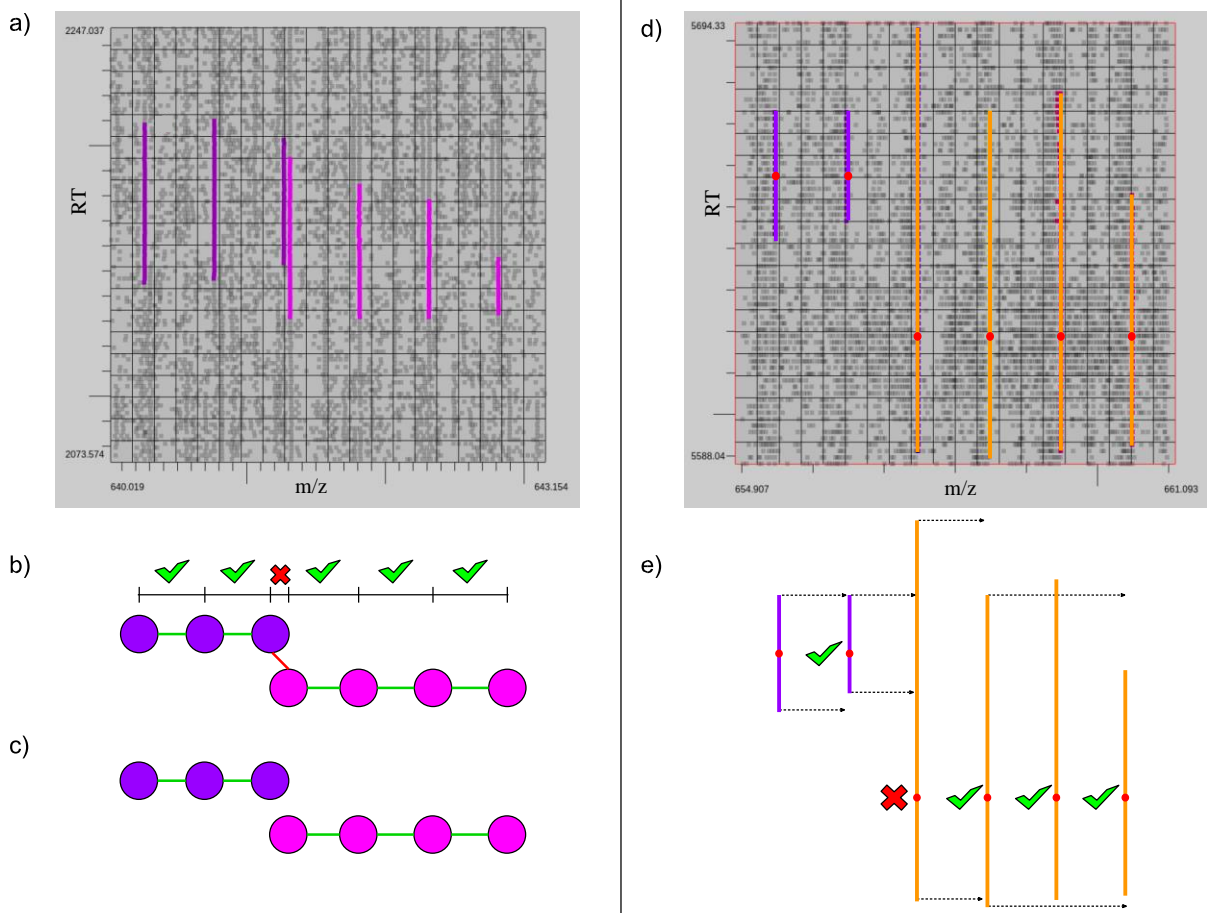 a)
2247.037
RT
2073.574
640.019
m/z
643.154
b)
c)
d)
5694.33
RT
5588.04
654.907
m/z
661.093
e)